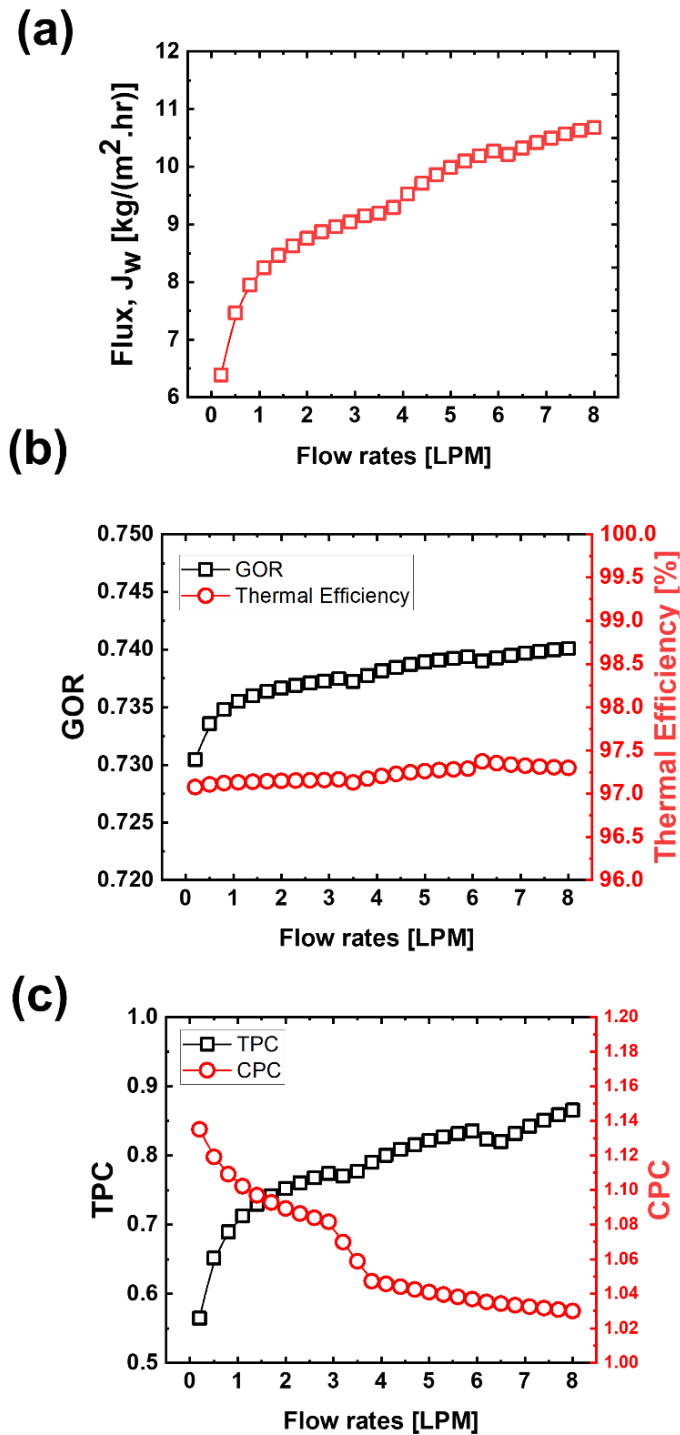 (a)
12
11
10
9
8
7
6
Flux, J_W [kg/(m².hr)]
0 1 2 3 4 5 6 7 8
Flow rates [LPM]
(b)
0.750
0.745
0.740
0.735
0.730
0.725
0.720
GOR
GOR
Thermal Efficiency
100.0
99.5
99.0
98.5
98.0
97.5
97.0
96.5
96.0
Thermal Efficiency [%]
0 1 2 3 4 5 6 7 8
Flow rates [LPM]
(c)
1.0
0.9
0.8
0.7
0.6
0.5
TPC
TPC
CPC
1.20
1.18
1.16
1.14
1.12
1.10
1.08
1.06
1.04
1.02
1.00
CPC
0 1 2 3 4 5 6 7 8
Flow rates [LPM]